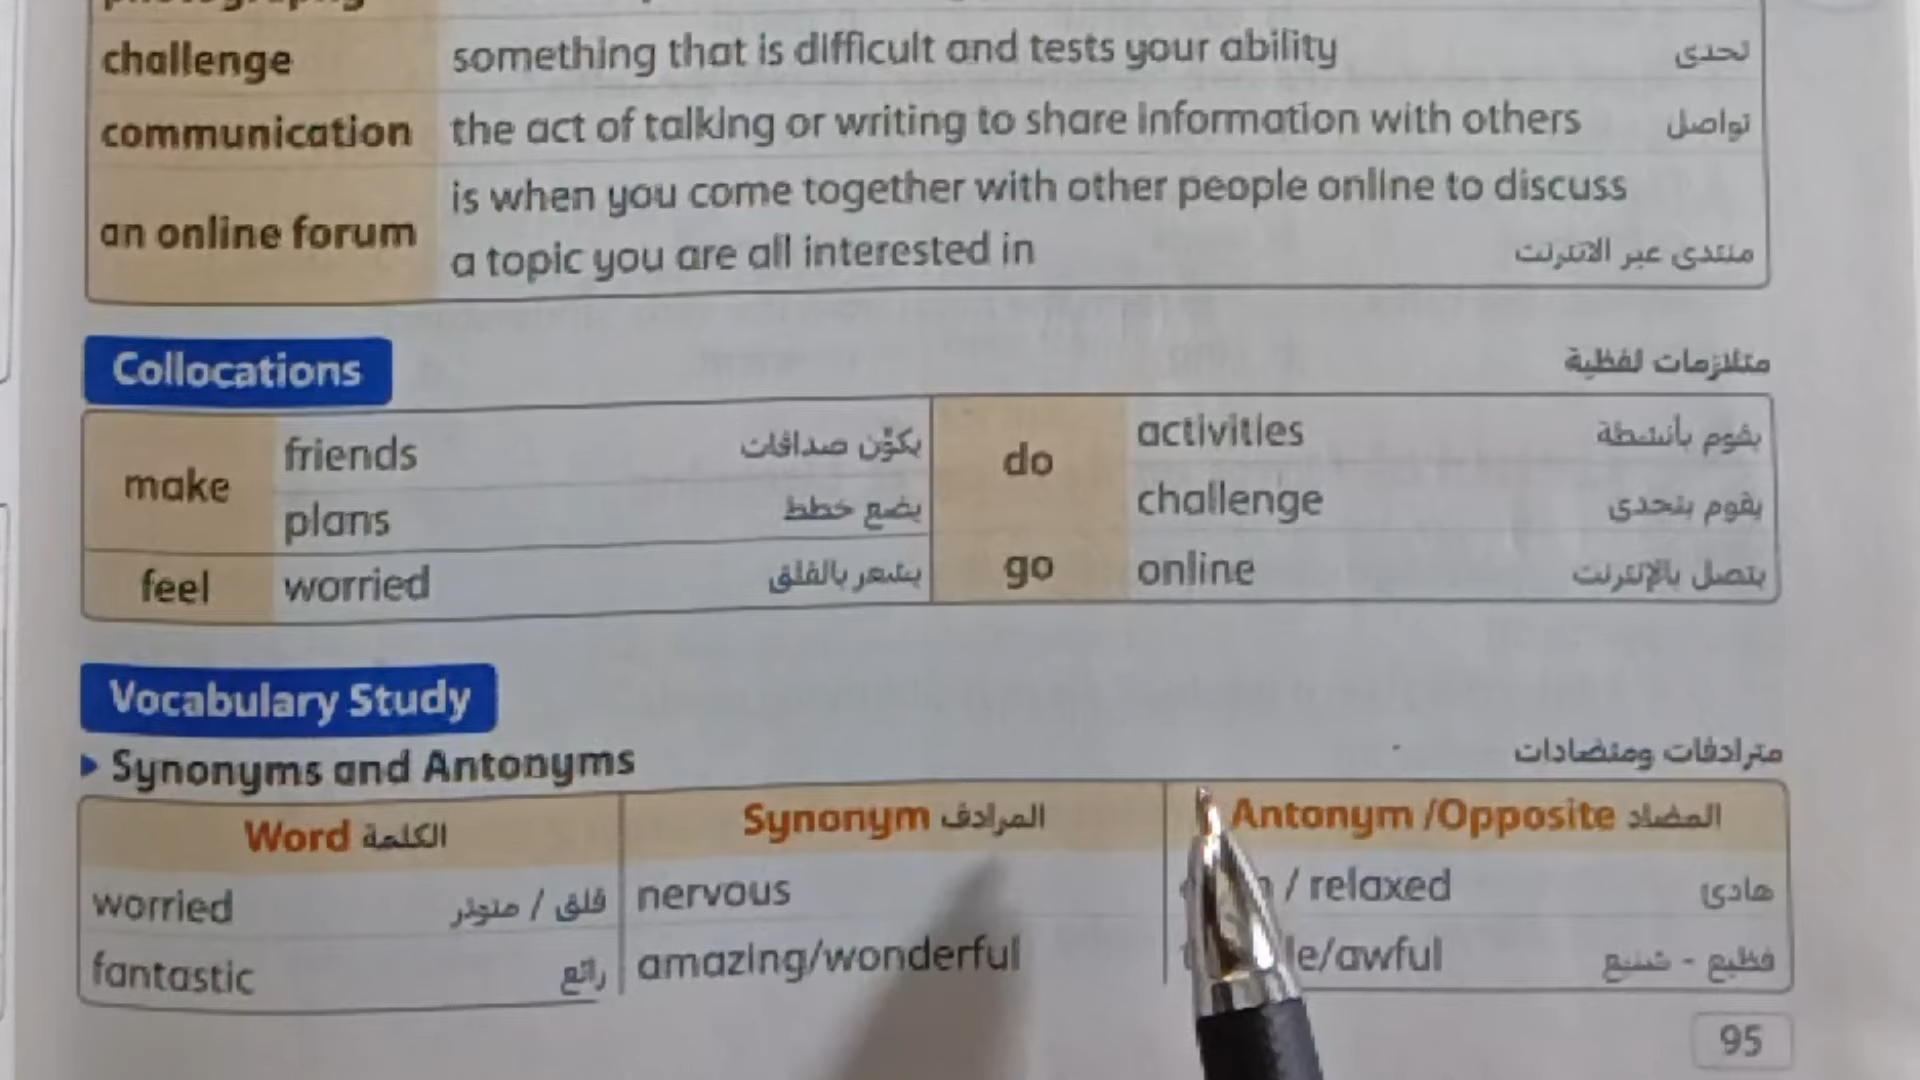 challenge something that is difficult and tests your ability تحدى
communication the act of talking or writing to share information with others تواصل
an online forum is when you come together with other people online to discuss
a topic you are all interested in منتدى عبر الانترنت
Collocations متلازمات لفظية
make friends يكوّن صداقات
plans يضع خطط
feel worried يشعر بالقلق
do activities يقوم بأنشطة
challenge يقوم بتحدى
go online يتصل بالإنترنت
Vocabulary Study
Synonyms and Antonyms مترادفات ومتضادات
Word الكلمة Synonym المرادف Antonym /Opposite المضاد
worried قلق / متوتر nervous / relaxed هادئ
fantastic رائع amazing/wonderful /awful فظيع - شنيع
95